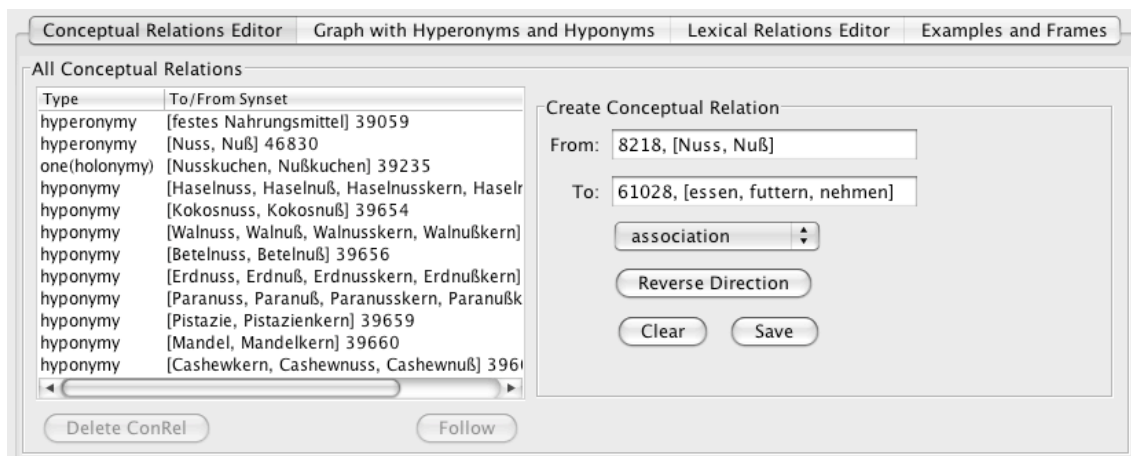 Conceptual Relations Editor Graph with Hyperonyms and Hyponyms Lexical Relations Editor Examples and Frames
All Conceptual Relations
Type To/From Synset
hyperonymy [festes Nahrungsmittel] 39059
hyperonymy [Nuss, Nuß] 46830
one(holonymy) [Nusskuchen, Nußkuchen] 39235
hyponymy [Haselnuss, Haselnuß, Haselnusskern, Haselr
hyponymy [Kokosnuss, Kokosnuß] 39654
hyponymy [Walnuss, Walnuß, Walnusskern, Walnußkern]
hyponymy [Betelnuss, Betelnuß] 39656
hyponymy [Erdnuss, Erdnuß, Erdnusskern, Erdnußkern]
hyponymy [Paranuss, Paranuß, Paranusskern, Paranußk
hyponymy [Pistazie, Pistazienkern] 39659
hyponymy [Mandel, Mandelkern] 39660
hyponymy [Cashewkern, Cashewnuss, Cashewnuß] 396
Delete ConRel Follow
Create Conceptual Relation
From: 8218, [Nuss, Nuß]
To: 61028, [essen, futtern, nehmen]
association
Reverse Direction
Clear Save